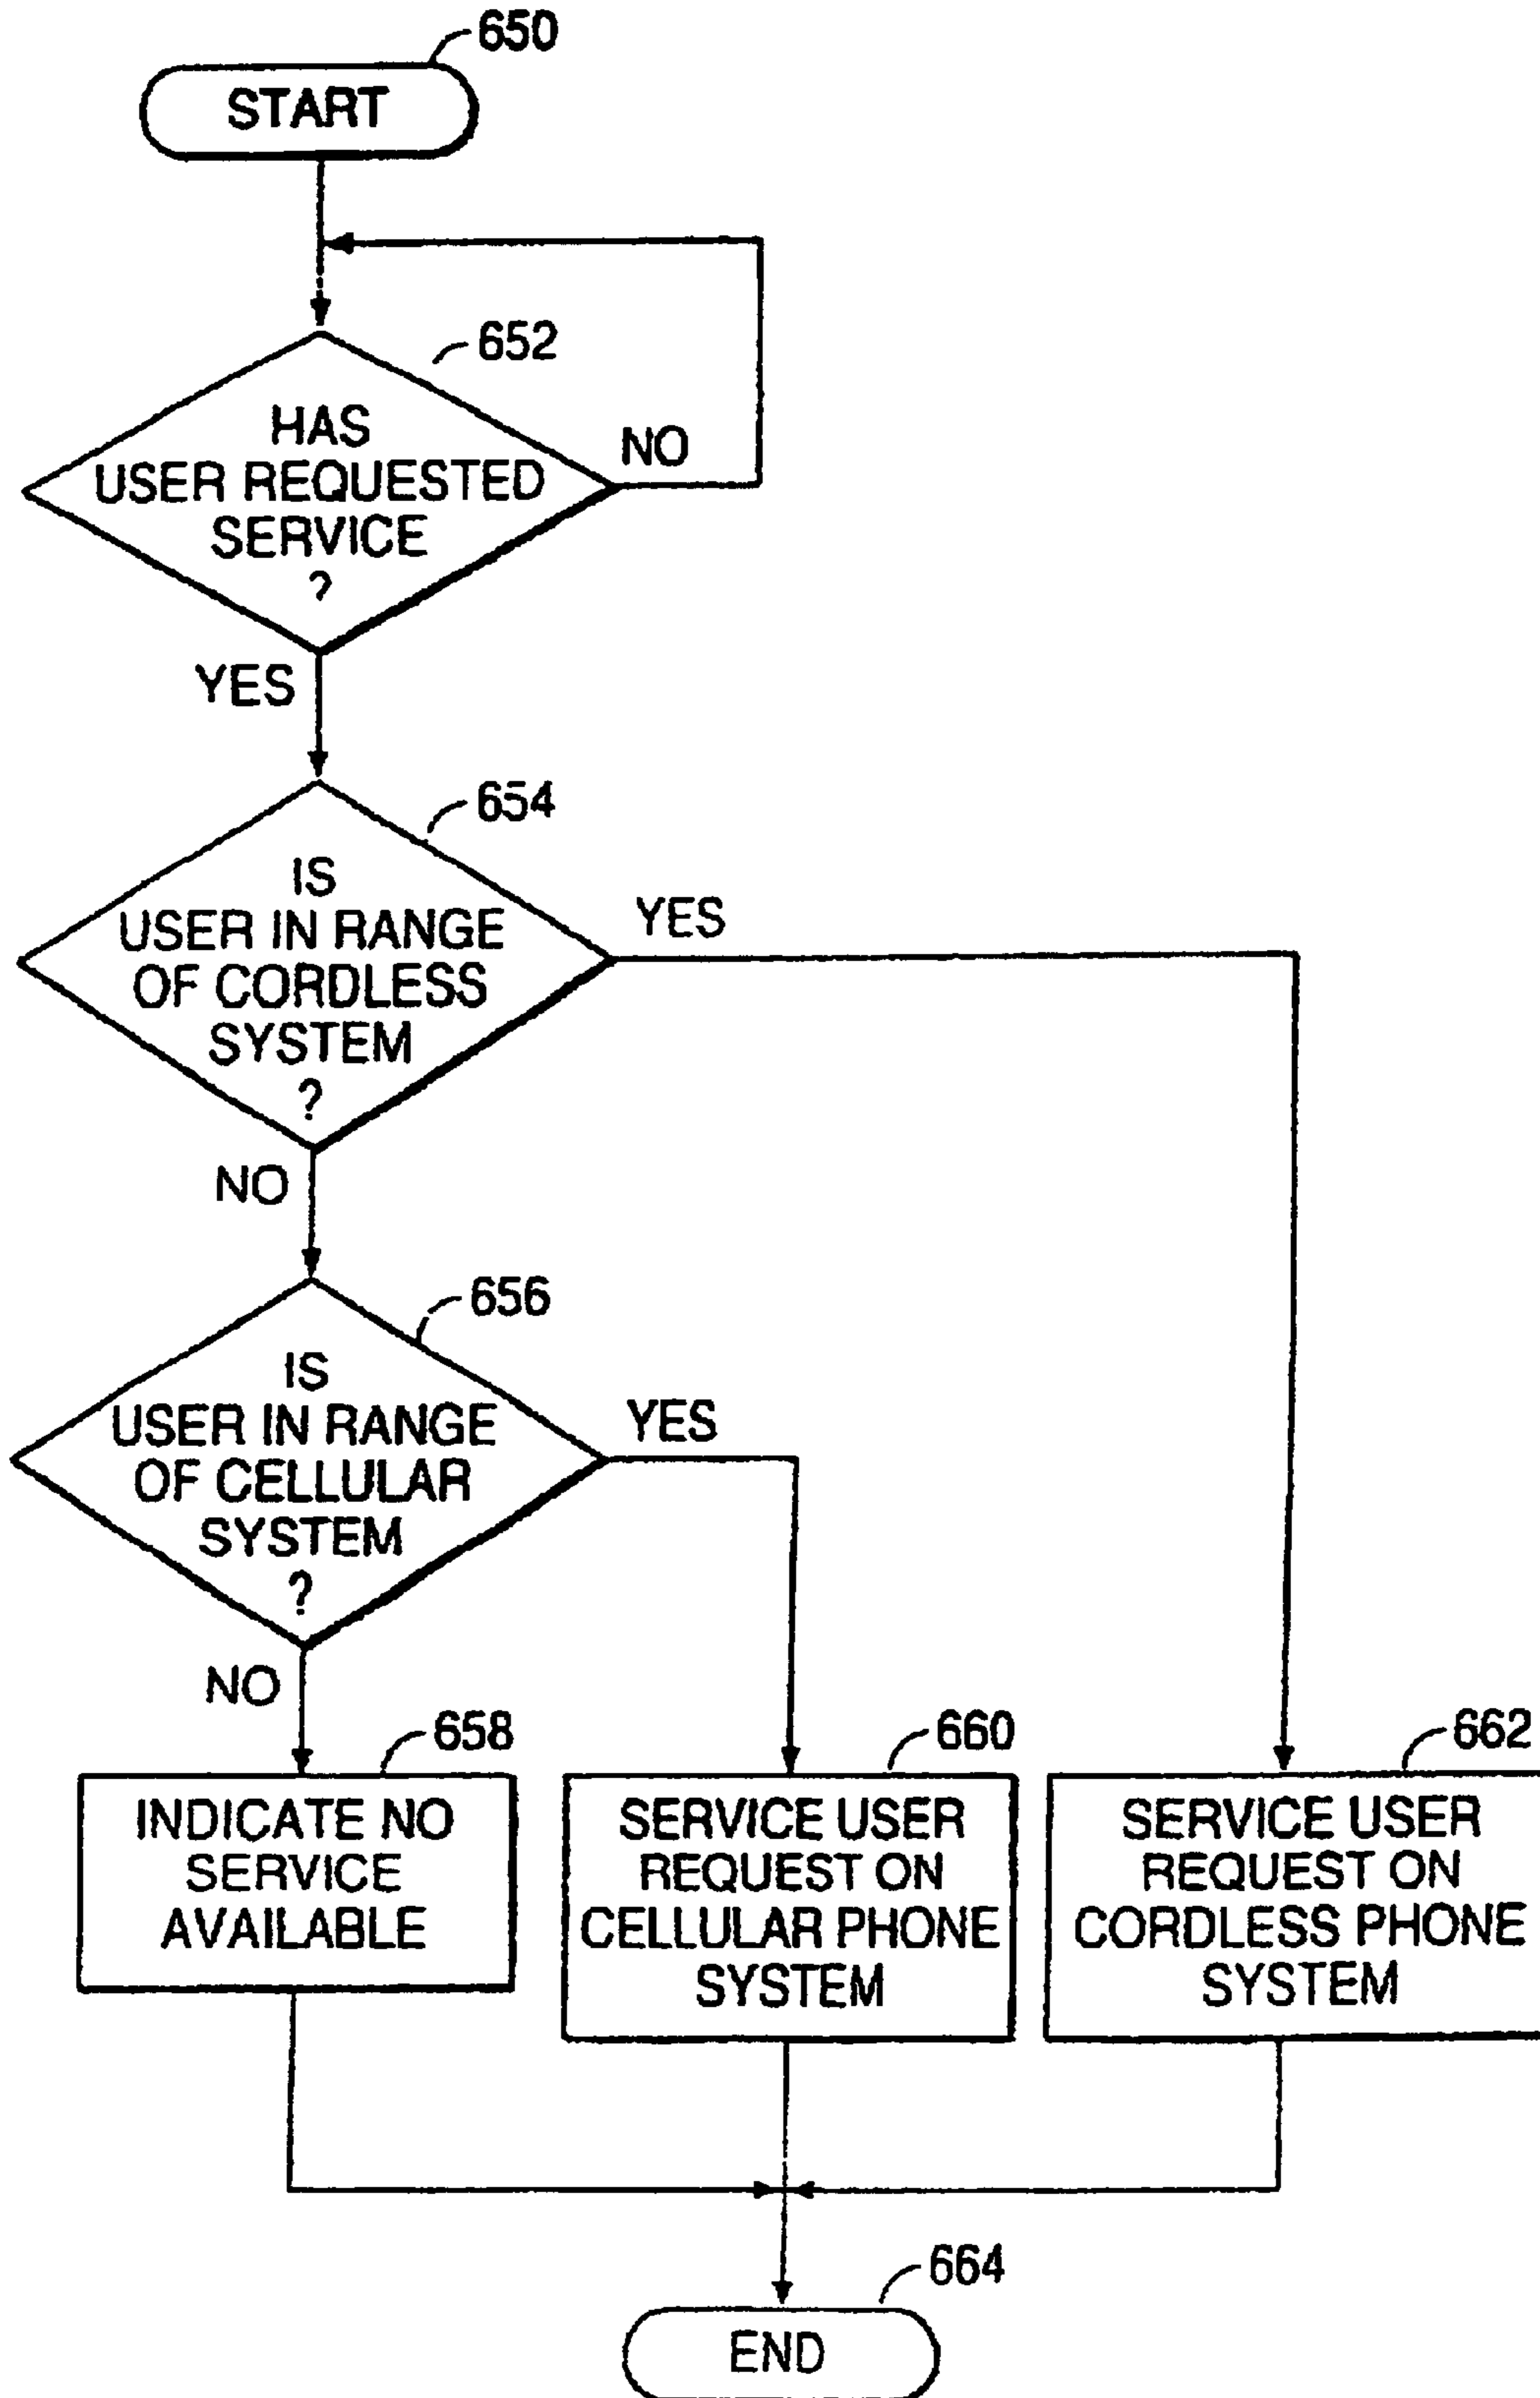 650
START
652
HAS
USER REQUESTED
SERVICE
?
NO
YES
654
IS
USER IN RANGE
OF CORDLESS
SYSTEM
?
YES
NO
656
IS
USER IN RANGE
OF CELLULAR
SYSTEM
?
YES
NO
658
INDICATE NO
SERVICE
AVAILABLE
660
SERVICE USER
REQUEST ON
CELLULAR PHONE
SYSTEM
662
SERVICE USER
REQUEST ON
CORDLESS PHONE
SYSTEM
664
END